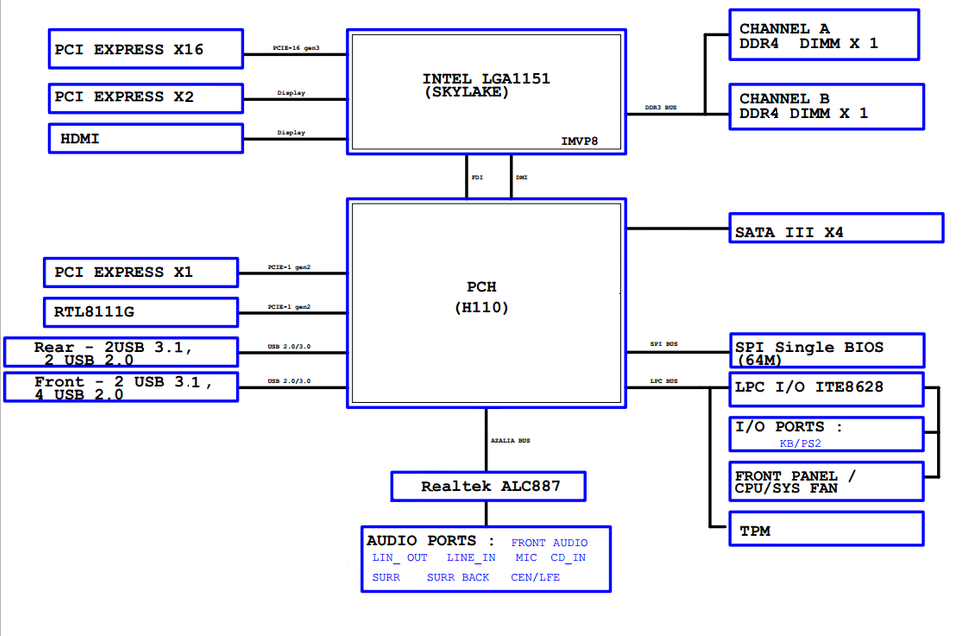 PCI EXPRESS X16
PCIE=16 gen3
PCI EXPRESS X2
Display
HDMI
Display
INTEL LGA1151
(SKYLAKE)
IMVP8
DDR3 BUS
CHANNEL A
DDR4 DIMM X 1
CHANNEL B
DDR4 DIMM X 1
FDI
DMI
PCH
(H110)
SATA III X4
PCI EXPRESS X1
PCIE=1 gen2
RTL8111G
PCIE=1 gen2
Rear - 2USB 3.1,
2 USB 2.0
USB 2.0/3.0
Front - 2 USB 3.1,
4 USB 2.0
USB 2.0/3.0
SPI BUS
SPI Single BIOS
(64M)
LPC BUS
LPC I/O ITE8628
I/O PORTS :
KB/PS2
FRONT PANEL /
CPU/SYS FAN
TPM
AZALIA BUS
Realtek ALC887
AUDIO PORTS : FRONT AUDIO
LIN_ OUT LINE_IN MIC CD_IN
SURR SURR BACK CEN/LFE